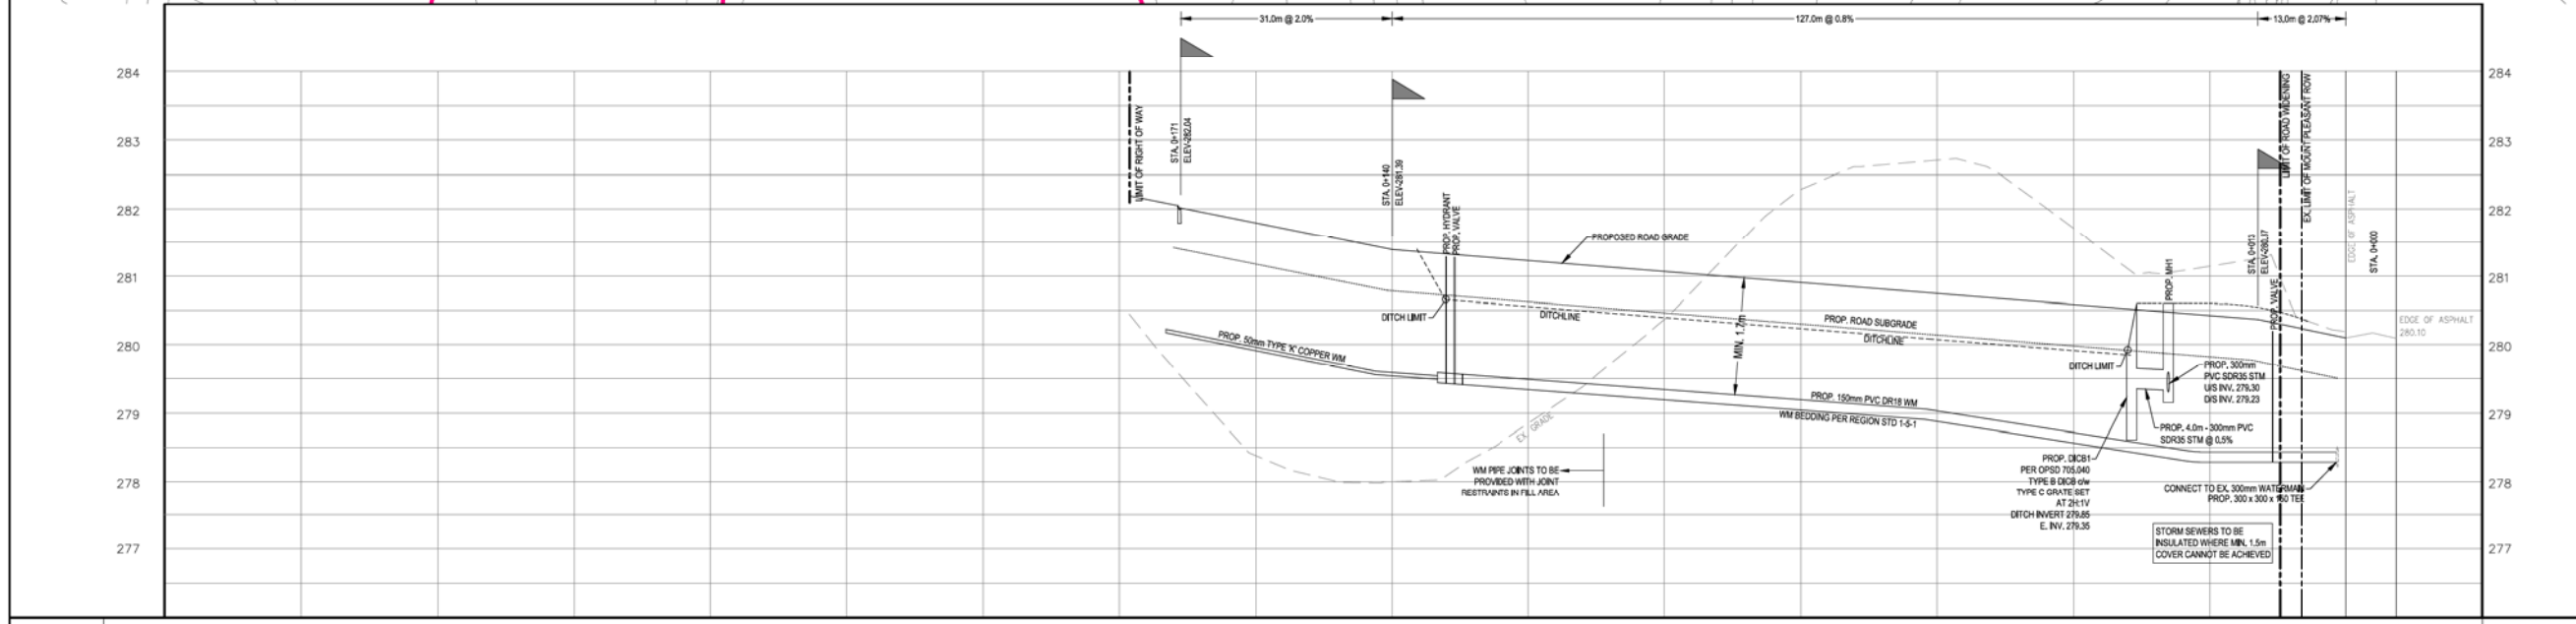 31.0m @ 2.0%
127.0m @ 0.8%
13.0m @ 2.07%
284
283
282
281
280
279
278
277
LIMIT OF RIGHT OF WAY
STA. 0+171
ELEV-282.04
STA. 0+140
ELEV-281.39
PROP. HYDRANT
PROP. VALVE
PROPOSED ROAD GRADE
DITCH LIMIT
DITCHLINE
PROP. 50mm TYPE 'K' COPPER WM
MIN. 1.7m
PROP. ROAD SUBGRADE
DITCHLINE
EX. GRADE
WM PIPE JOINTS TO BE
PROVIDED WITH JOINT
RESTRAINTS IN FILL AREA
PROP. 150mm PVC DR18 WM
WM BEDDING PER REGION STD 1-5-1
DITCH LIMIT
PROP. MH1
PROP. 300mm
PVC SDR35 STM
U/S INV. 279.30
D/S INV. 279.23
PROP. 4.0m - 300mm PVC
SDR35 STM @ 0.5%
PROP. DICB1
PER OPSD 705.040
TYPE B DICB c/w
TYPE C GRATE SET
AT 2H:1V
DITCH INVERT 279.85
E. INV. 279.35
CONNECT TO EX. 300mm WATERMAIN
PROP. 300 x 300 x 150 TEE
STORM SEWERS TO BE
INSULATED WHERE MIN. 1.5m
COVER CANNOT BE ACHIEVED
STA. 0+013
ELEV-280.17
PROP. VALVE
LIMIT OF ROAD WIDENING
EX. LIMIT OF MOUNT PLEASANT ROW
EDGE OF ASPHALT
STA. 0+000
EDGE OF ASPHALT
280.10
284
283
282
281
280
279
278
277